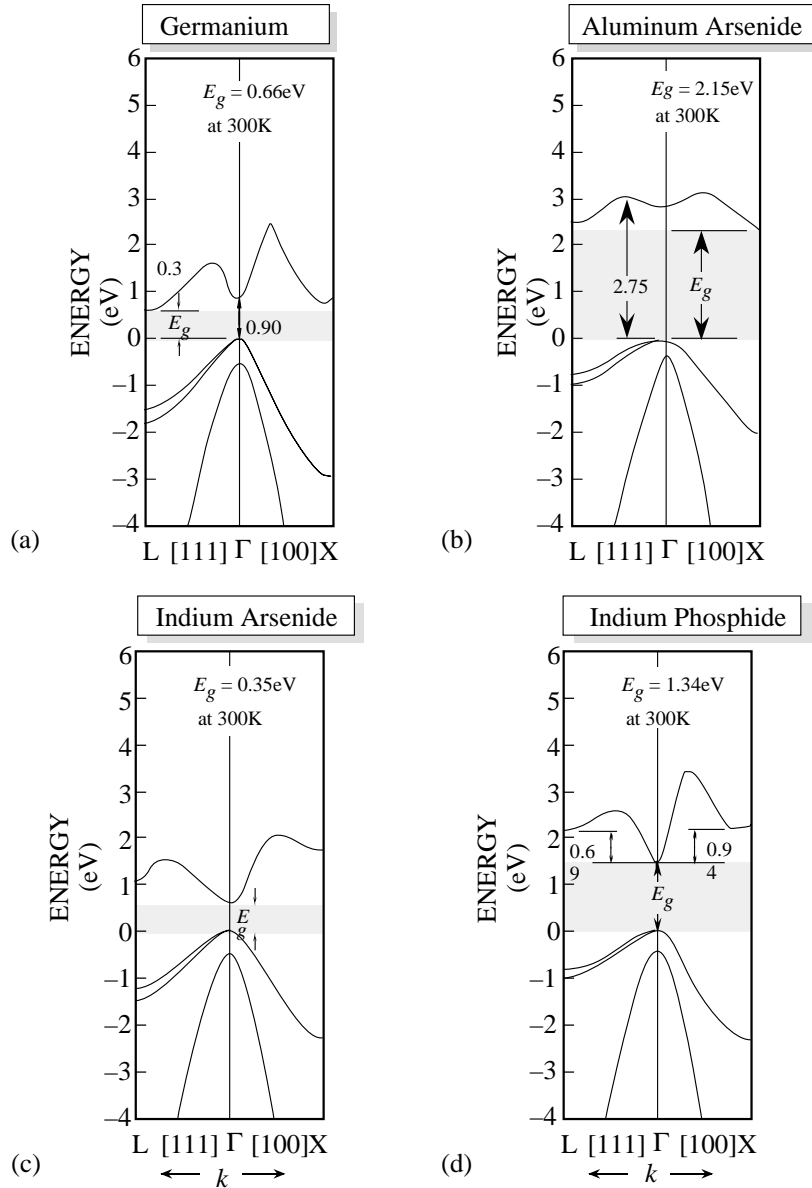 Germanium
E_g = 0.66eV
at 300K
ENERGY
(eV)
6
5
4
3
2
1
0
–1
–2
–3
–4
0.3
E_g
0.90
(a)
L [111] Γ [100]X
Aluminum Arsenide
Eg = 2.15eV
at 300K
ENERGY
(eV)
6
5
4
3
2
1
0
–1
–2
–3
–4
2.75
E_g
(b)
L [111] Γ [100]X
Indium Arsenide
E_g = 0.35eV
at 300K
ENERGY
(eV)
6
5
4
3
2
1
0
–1
–2
–3
–4
E
g
(c)
L [111] Γ [100]X
k
Indium Phosphide
E_g = 1.34eV
at 300K
ENERGY
(eV)
6
5
4
3
2
1
0
–1
–2
–3
–4
0.6
9
0.9
4
E_g
(d)
L [111] Γ [100]X
k